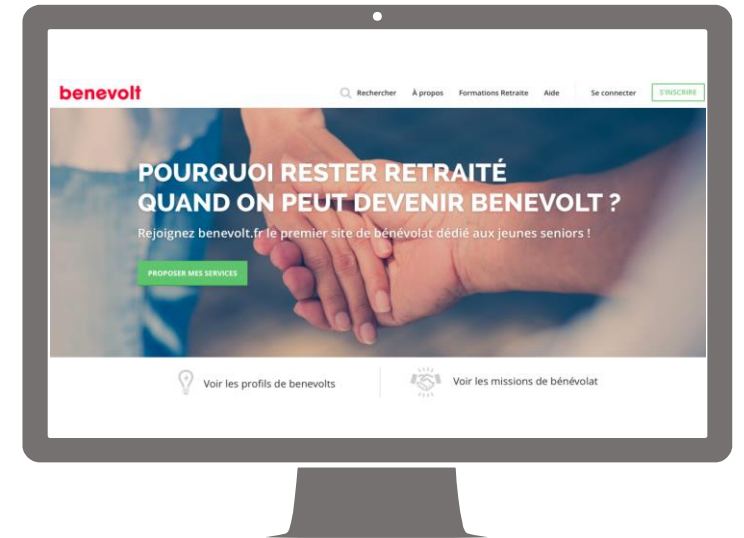 benevolt
Rechercher À propos Formations Retraite Aide Se connecter S'INSCRIRE
POURQUOI RESTER RETRAITÉ
QUAND ON PEUT DEVENIR BENEVOLT ?
Rejoignez benevolt.fr le premier site de bénévolat dédié aux jeunes seniors !
PROPOSER MES SERVICES
Voir les profils de benevolts
Voir les missions de bénévolat